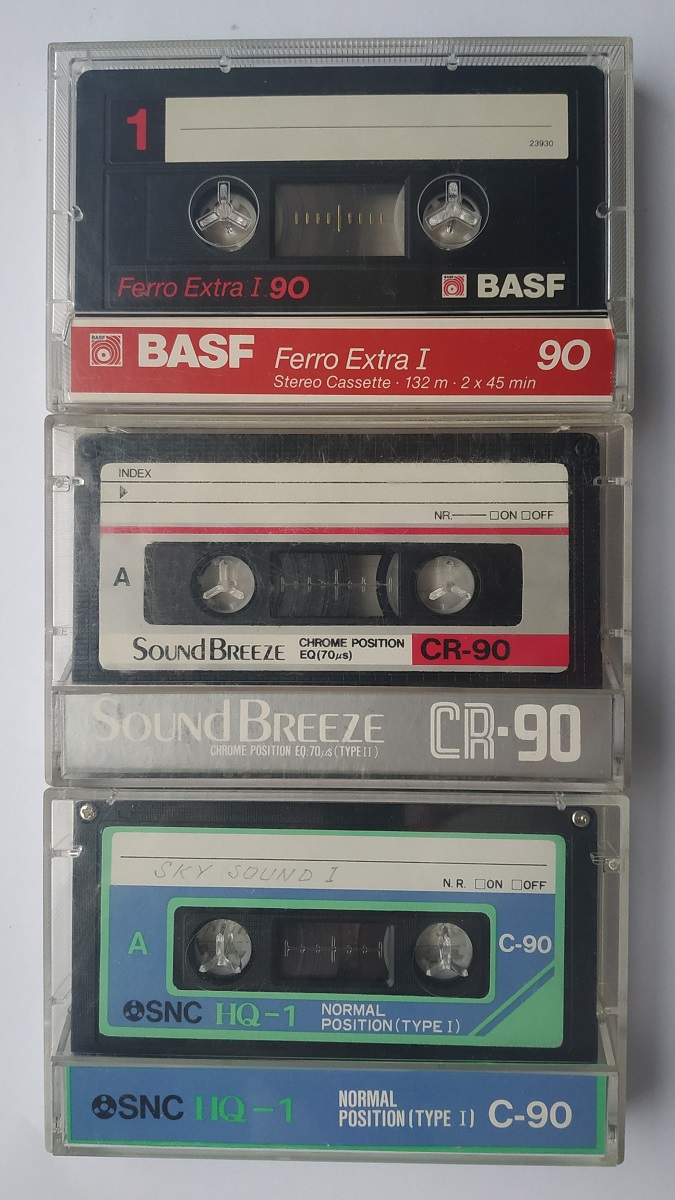 1
23930
Ferro Extra I 90
BASF
BASF
BASF
BASF Ferro Extra I 90
Stereo Cassette · 132 m · 2 x 45 min
INDEX
NR. ☐ON ☐OFF
A
SOUND BREEZE CHROME POSITION CR-90
EQ(70µs)
SOUND BREEZE CR-90
CHROME POSITION EQ:70µs(TYPE II)
SKY SOUND I
N.R. ☐ON ☐OFF
A
C-90
SNC HQ-1 NORMAL
POSITION(TYPE I)
SNC HQ-1 NORMAL
POSITION(TYPE I) C-90